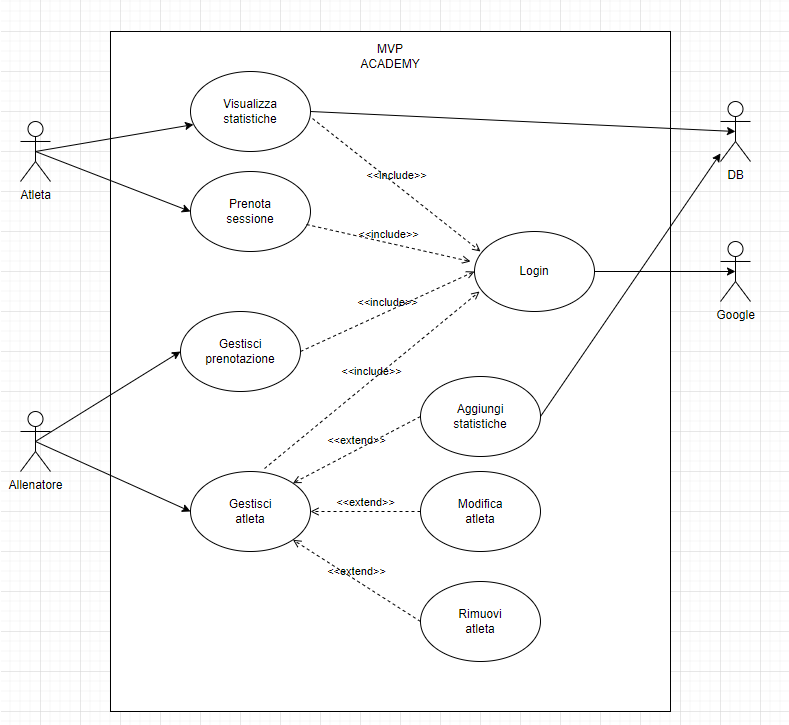 MVP
ACADEMY
Visualizza
statistiche
Atleta
<<include>>
DB
Prenota
sessione
<<include>>
Login
Google
<<include>>
Gestisci
prenotazione
<<include>>
Aggiungi
statistiche
<<extend>>
Allenatore
Gestisci
atleta
<<extend>>
Modifica
atleta
<<extend>>
Rimuovi
atleta